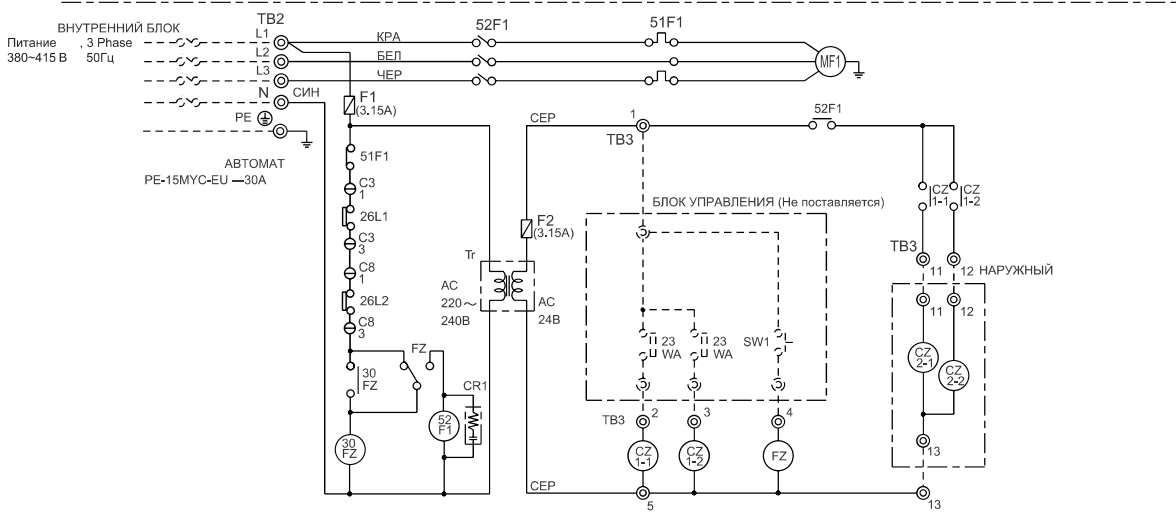 ВНУТРЕННИЙ БЛОК
Питание , 3 Phase
380~415 В 50Гц
TB2
L1
L2
L3
N
PE
КРА
БЕЛ
ЧЕР
СИН
52F1
51F1
MF1
АВТОМАТ
PE-15MYC-EU —30A
F1
(3.15A)
51F1
C3
1
26L1
C3
3
C8
1
26L2
C8
3
30
FZ
FZ
CR1
30
FZ
52
F1
Tr
AC
220~
240В
AC
24В
F2
(3.15A)
СЕР
СЕР
1
TB3
52F1
БЛОК УПРАВЛЕНИЯ (Не поставляется)
23
WA
23
WA
SW1
TB3
2
3
4
CZ
1-1
CZ
1-2
FZ
5
CZ
1-1
CZ
1-2
TB3
11
12
НАРУЖНЫЙ
11
12
CZ
2-1
CZ
2-2
13
13